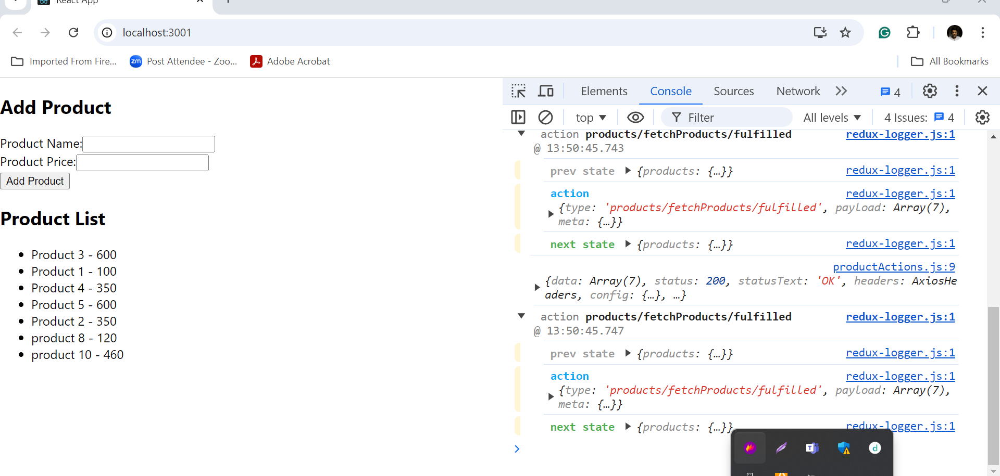 React App
localhost:3001
Imported From Fire...
zm Post Attendee - Zoo...
Adobe Acrobat
All Bookmarks
Add Product
Product Name:
Product Price:
Add Product
Product List
Product 3 - 600
Product 1 - 100
Product 4 - 350
Product 5 - 600
Product 2 - 350
product 8 - 120
product 10 - 460
Elements Console Sources Network 4
top Filter All levels 4 Issues: 4
action products/fetchProducts/fulfilled redux-logger.js:1
@ 13:50:45.743
prev state {products: {…}} redux-logger.js:1
action redux-logger.js:1
{type: 'products/fetchProducts/fulfilled', payload: Array(7),
meta: {…}}
next state {products: {…}} redux-logger.js:1
productActions.js:9
{data: Array(7), status: 200, statusText: 'OK', headers: AxiosHe
aders, config: {…}, …}
action products/fetchProducts/fulfilled redux-logger.js:1
@ 13:50:45.747
prev state {products: {…}} redux-logger.js:1
action redux-logger.js:1
{type: 'products/fetchProducts/fulfilled', payload: Array(7),
meta: {…}}
next state {products: {…}} redux-logger.js:1